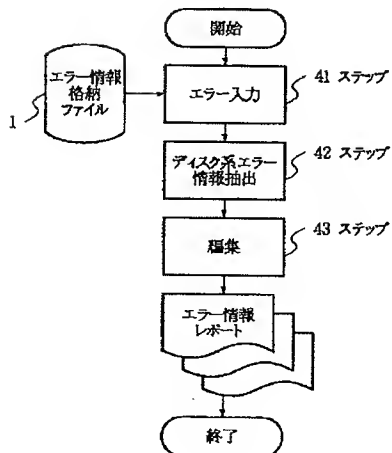 開始
エラー情報
格納
ファイル
1
エラー入力
41 ステップ
ディスク系エラー
情報抽出
42 ステップ
編集
43 ステップ
エラー情報
レポート
終了